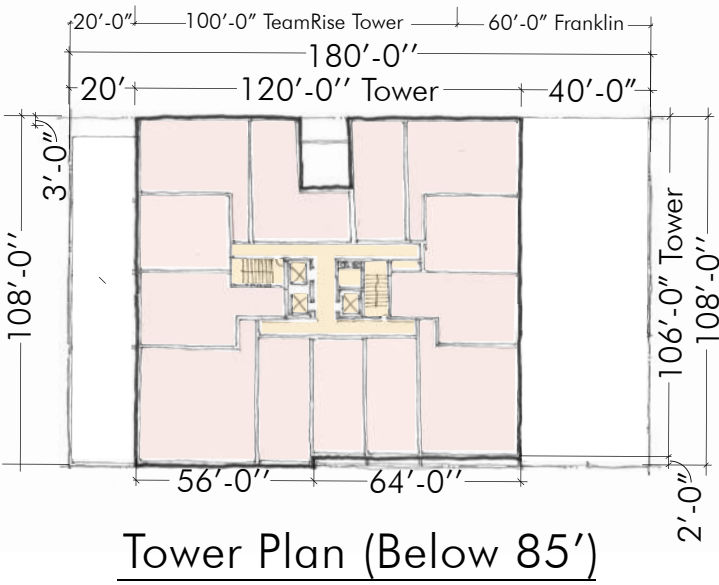 20'-0" 100'-0" TeamRise Tower 60'-0" Franklin
180'-0''
20' 120'-0'' Tower 40'-0"
3'-0"
108'-0''
106'-0'' Tower
108'-0''
56'-0'' 64'-0''
2'-0"
Tower Plan (Below 85')